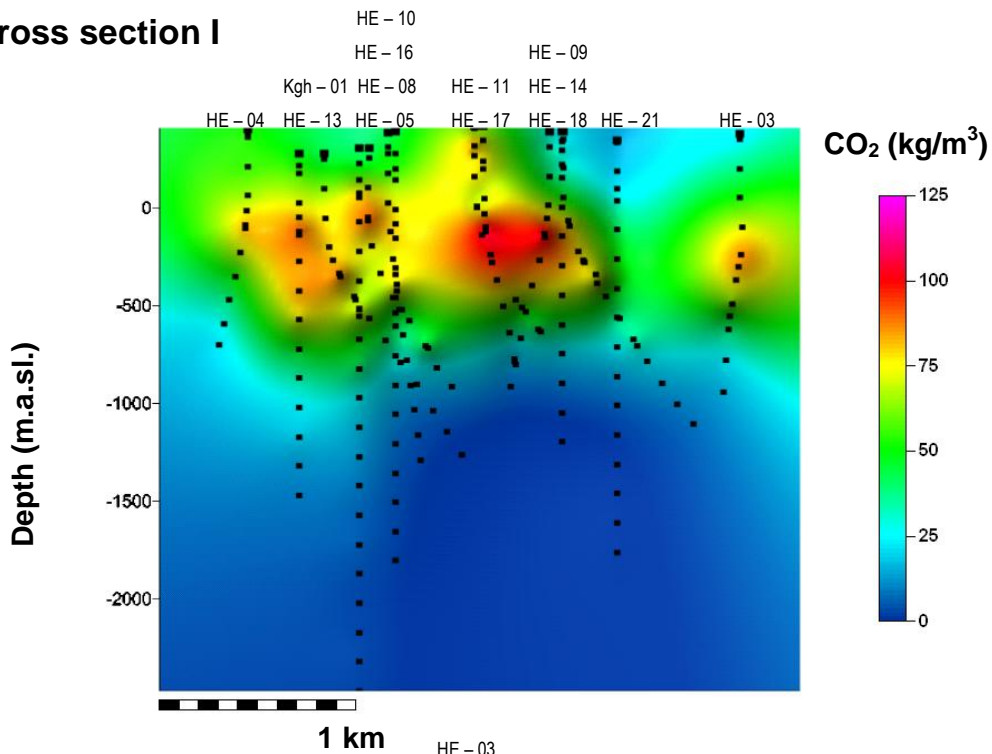 ross section I
HE – 10
HE – 16 HE – 09
Kgh – 01 HE – 08 HE – 11 HE – 14
HE – 04 HE – 13 HE – 05 HE – 17 HE – 18 HE – 21 HE - 03
CO₂ (kg/m³)
125
100
75
50
25
0
Depth (m.a.sl.)
0
-500
-1000
-1500
-2000
1 km
HE – 03